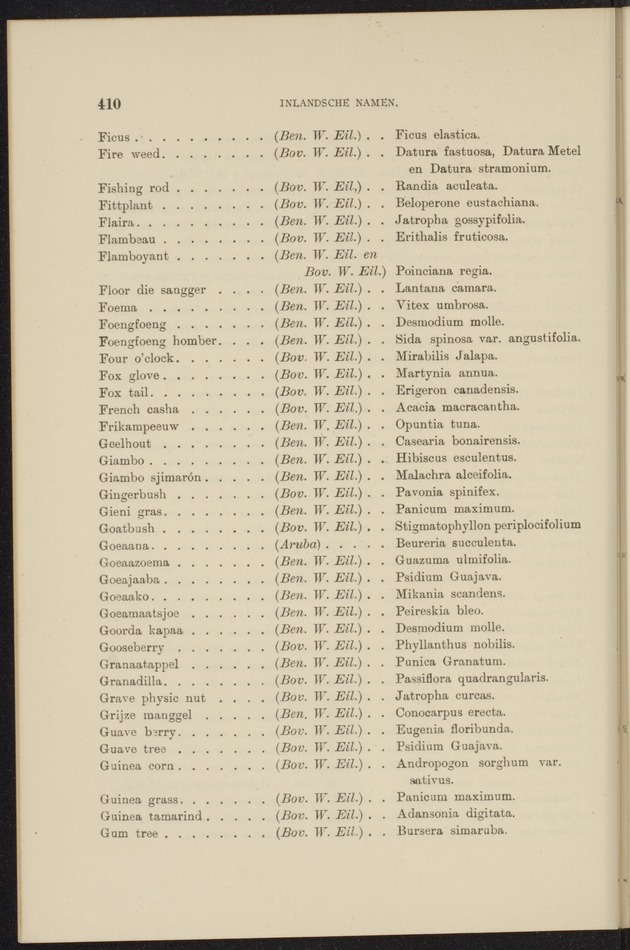 410 INLANDSCHE NAMEN.
Ficus . . . . . . . . . . (Ben. W. Eil.) . . Ficus elastica.
Fire weed. . . . . . . . (Bov. W. Eil.) . . Datura fastuosa, Datura Metel
en Datura stramonium.
Fishing rod . . . . . . . (Bov. W. Eil,) . . Randia aculeata.
Fittplant . . . . . . . . (Bov. W. Eil.) . . Beloperone eustachiana.
Flaira. . . . . . . . . . (Ben. W. Eil.) . . Jatropha gossypifolia.
Flambeau . . . . . . . . (Bov. W. Eil.) . . Erithalis fruticosa.
Flamboyant . . . . . . . (Ben. W. Eil. en
Bov. W. Eil.) Poinciana regia.
Floor die sangger . . . . (Ben. W. Eil.) . . Lantana camara.
Foema . . . . . . . . . (Ben. W. Eil.) . . Vitex umbrosa.
Foengfoeng . . . . . . . (Ben. W. Eil.) . . Desmodium molle.
Foengfoeng homber. . . . (Ben. W. Eil.) . . Sida spinosa var. angustifolia.
Four o'clock. . . . . . . (Bov. W. Eil.) . . Mirabilis Jalapa.
Fox glove . . . . . . . . (Bov. W. Eil.) . . Martynia annua.
Fox tail. . . . . . . . . (Bov. W. Eil.) . . Erigeron canadensis.
French casha . . . . . . (Bov. W. Eil.) . . Acacia macracantha.
Frikampeeuw . . . . . . (Ben. W. Eil.) . . Opuntia tuna.
Geelhout . . . . . . . . (Ben. W. Eil.) . . Casearia bonairensis.
Giambo . . . . . . . . . (Ben. W. Eil.) . . Hibiscus esculentus.
Giambo sjimarón . . . . . (Ben. W. Eil.) . . Malachra alceifolia.
Gingerbush . . . . . . . (Bov. W. Eil.) . . Pavonia spinifex.
Gieni gras. . . . . . . . (Ben. W. Eil.) . . Panicum maximum.
Goatbush . . . . . . . . (Bov. W. Eil.) . . Stigmatophyllon periplocifolium
Goeaana. . . . . . . . . (Aruba) . . . . . Beureria succulenta.
Goeaazoema . . . . . . . (Ben. W. Eil.) . . Guazuma ulmifolia.
Goeajaaba. . . . . . . . (Ben. W. Eil.) . . Psidium Guajava.
Goeaako. . . . . . . . . (Ben. W. Eil.) . . Mikania scandens.
Goeamaatsjoe . . . . . . (Ben. W. Eil.) . . Peireskia bleo.
Goorda kapaa . . . . . . (Ben. W. Eil.) . . Desmodium molle.
Gooseberry . . . . . . . (Bov. W. Eil.) . . Phyllanthus nobilis.
Granaatappel . . . . . . (Ben. W. Eil.) . . Punica Granatum.
Granadilla. . . . . . . . (Bov. W. Eil.) . . Passiflora quadrangularis.
Grave physic nut . . . . (Bov. W. Eil.) . . Jatropha curcas.
Grijze manggel . . . . . (Ben. W. Eil.) . . Conocarpus erecta.
Guave berry. . . . . . . (Bov. W. Eil.) . . Eugenia floribunda.
Guave tree . . . . . . . (Bov. W. Eil.) . . Psidium Guajava.
Guinea corn . . . . . . . (Bov. W. Eil.) . . Andropogon sorghum var.
sativus.
Guinea grass. . . . . . . (Bov. W. Eil.) . . Panicum maximum.
Guinea tamarind . . . . . (Bov. W. Eil.) . . Adansonia digitata.
Gum tree . . . . . . . . (Bov. W. Eil.) . . Bursera simaruba.